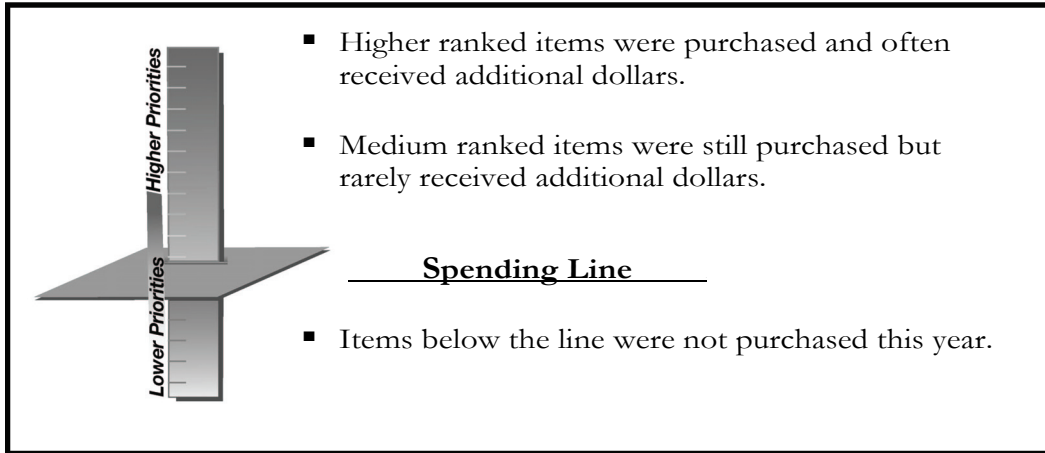 Higher Priorities
Lower Priorities
▪ Higher ranked items were purchased and often
received additional dollars.
▪ Medium ranked items were still purchased but
rarely received additional dollars.
Spending Line
▪ Items below the line were not purchased this year.